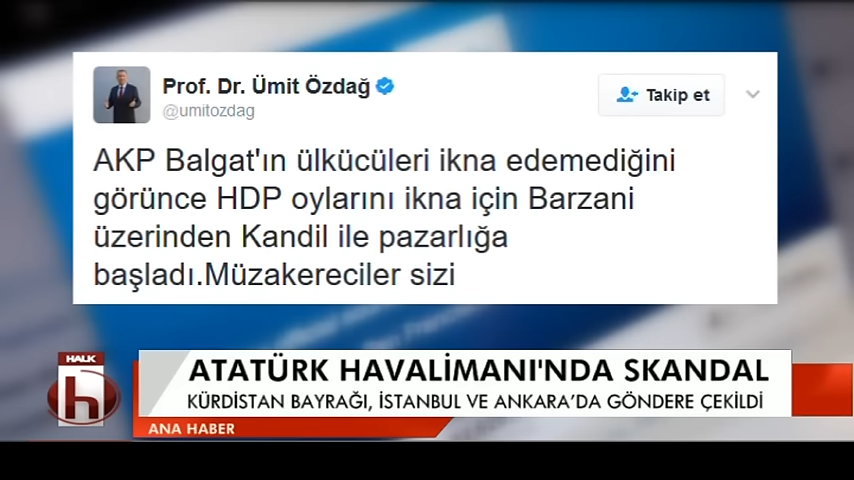 Prof. Dr. Ümit Özdağ
@umitozdag
Takip et
AKP Balgat'ın ülkücüleri ikna edemediğini
görünce HDP oylarını ikna için Barzani
üzerinden Kandil ile pazarlığa
başladı.Müzakereciler sizi
HALK
h
ATATÜRK HAVALİMANI'NDA SKANDAL
KÜRDİSTAN BAYRAĞI, İSTANBUL VE ANKARA'DA GÖNDERE ÇEKİLDİ
ANA HABER